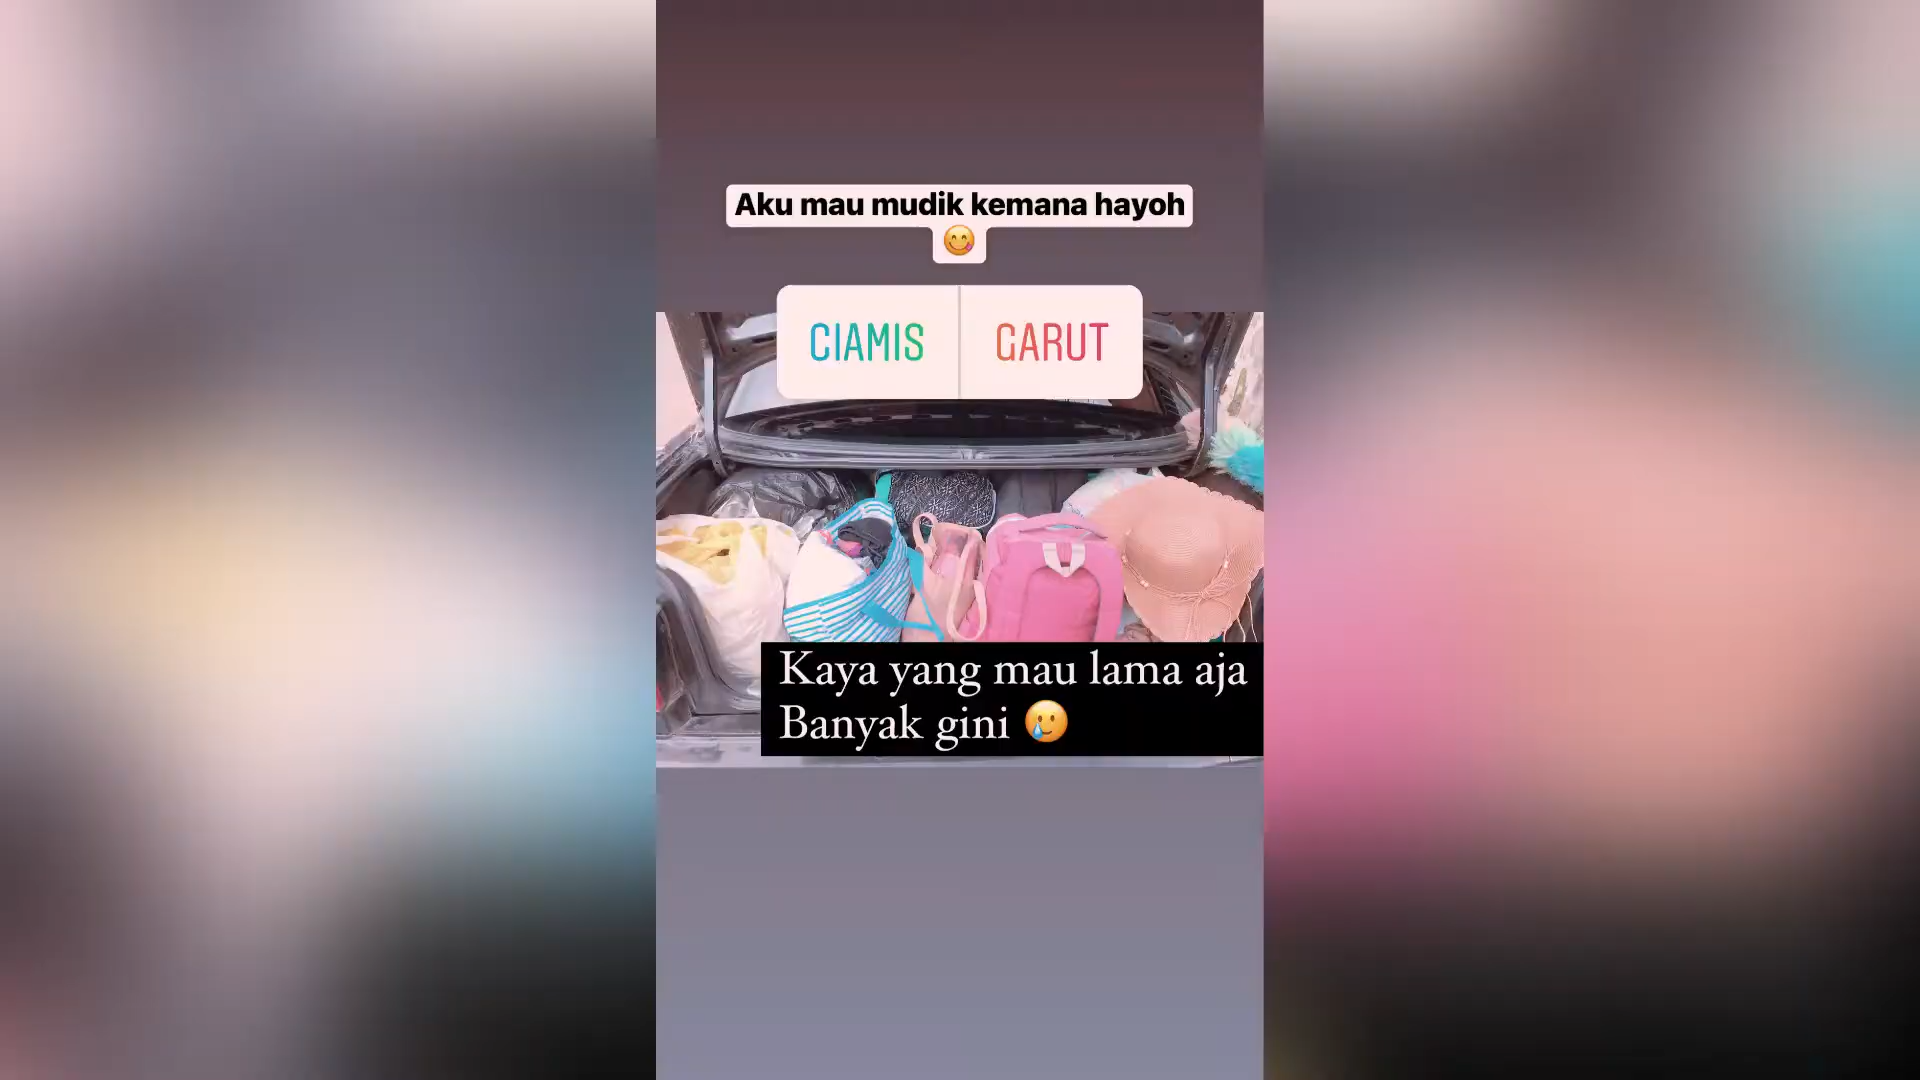 Aku mau mudik kemana hayoh
😋
CIAMIS
GARUT
Kaya yang mau lama aja
Banyak gini 🥲